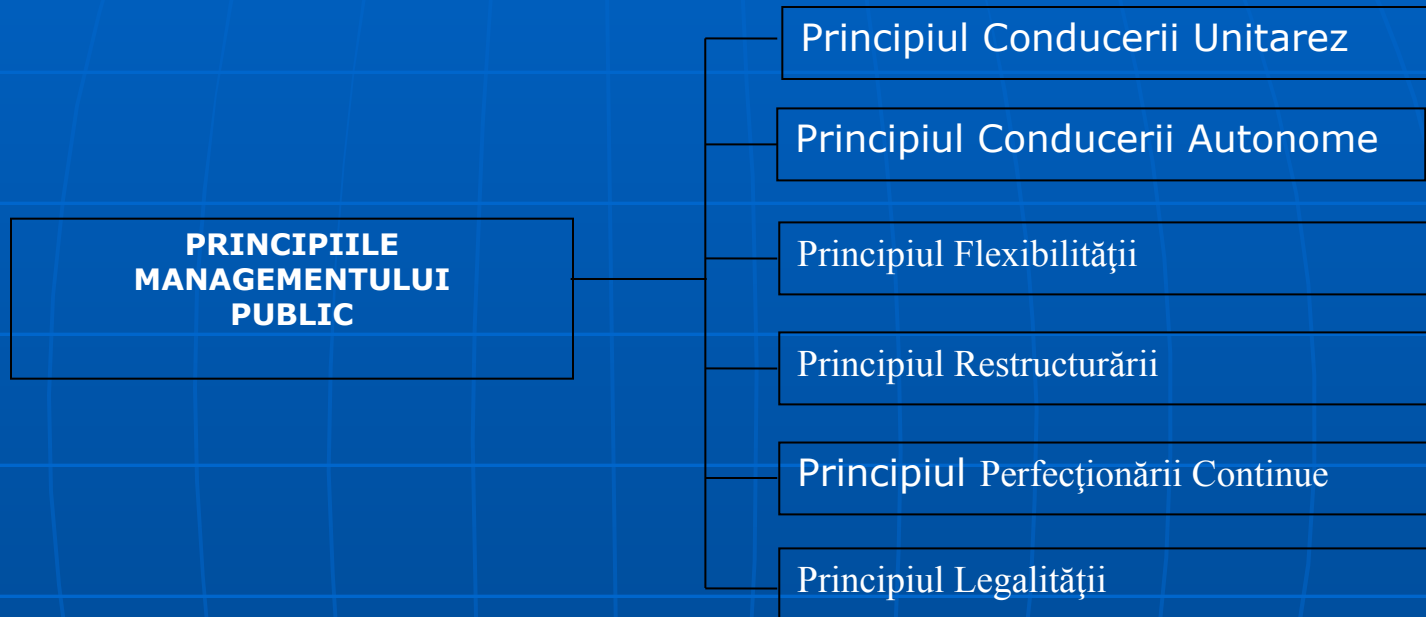 Principiul Conducerii Unitarez
Principiul Conducerii Autonome
PRINCIPIILE
MANAGEMENTULUI
PUBLIC
Principiul Flexibilităţii
Principiul Restructurării
Principiul Perfecţionării Continue
Principiul Legalităţii